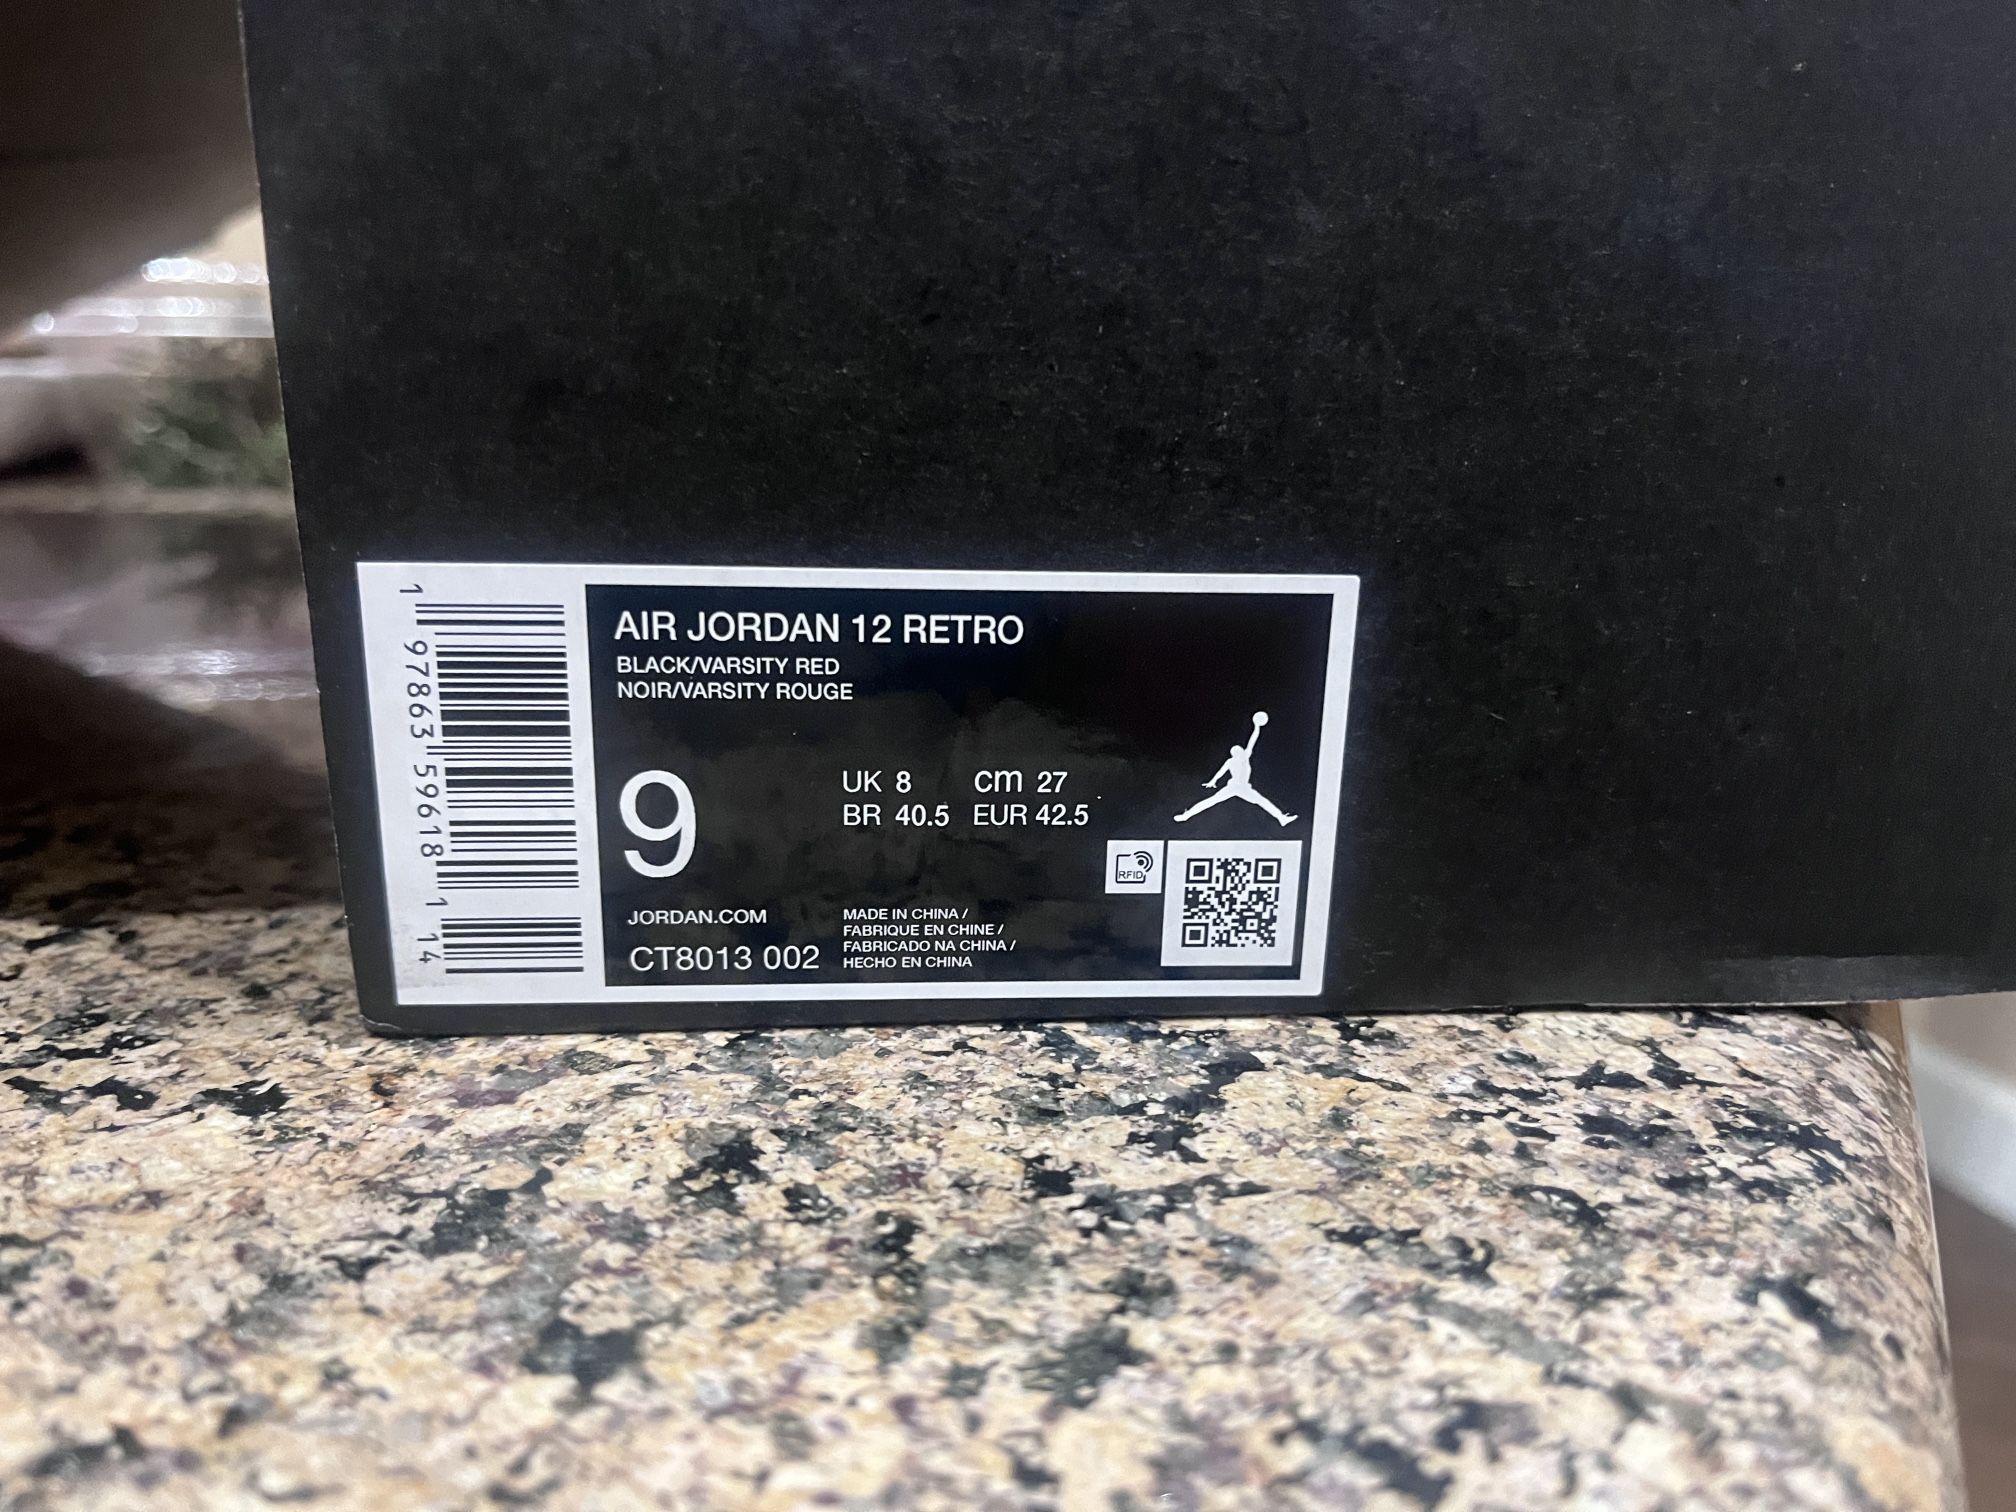 AIR JORDAN 12 RETRO
BLACK/VARSITY RED
NOIR/VARSITY ROUGE
9
UK 8 cm 27
BR 40.5 EUR 42.5
RFID
JORDAN.COM
CT8013 002
MADE IN CHINA /
FABRIQUE EN CHINE /
FABRICADO NA CHINA /
HECHO EN CHINA
1 97863 59618 1 14